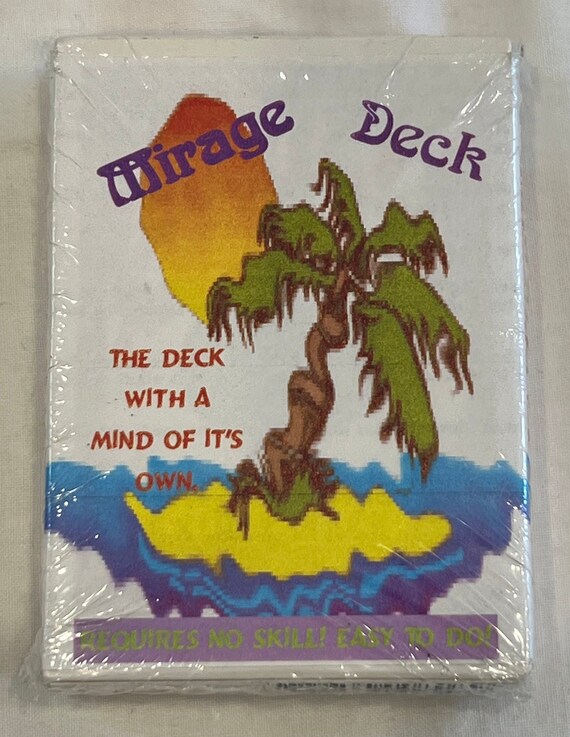 Mirage Deck
THE DECK
WITH A
MIND OF IT'S
OWN.
REQUIRES NO SKILL! EASY TO DO!